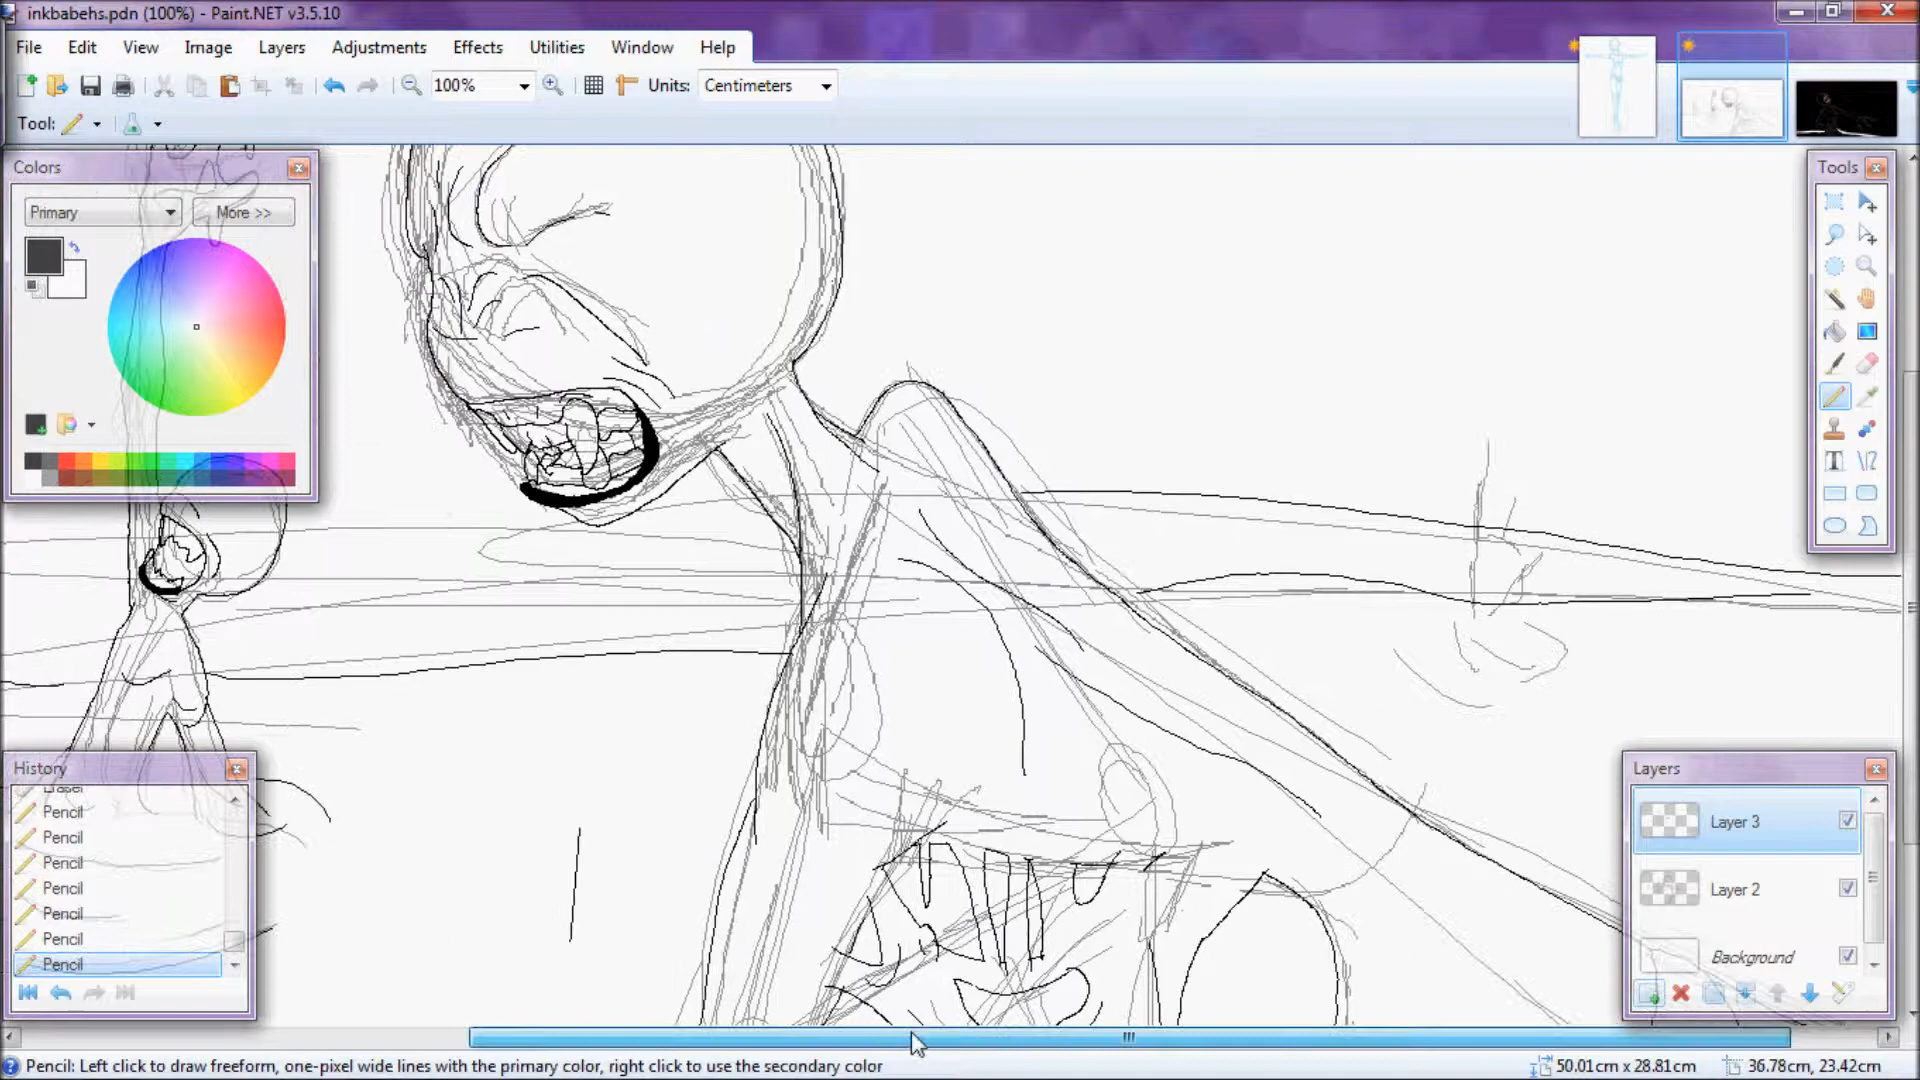 inkbabehs.pdn (100%) - Paint.NET v3.5.10
File Edit View Image Layers Adjustments Effects Utilities Window Help
100% Units: Centimeters
Tool:
Colors
Primary More >>
Tools
History
Eraser
Pencil
Pencil
Pencil
Pencil
Pencil
Pencil
Pencil
Layers
Layer 3
Layer 2
Background
Pencil: Left click to draw freeform, one-pixel wide lines with the primary color, right click to use the secondary color
50.01cm x 28.81cm 36.78cm, 23.42cm